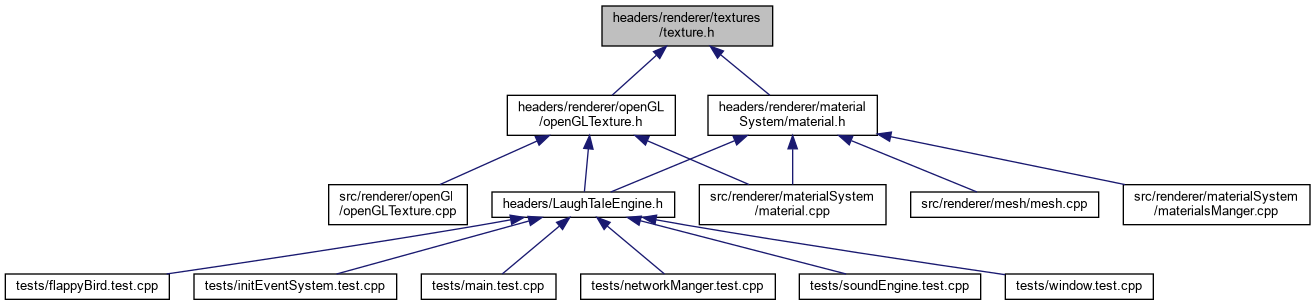 headers/renderer/textures
/texture.h
headers/renderer/openGL
/openGLTexture.h
headers/renderer/material
System/material.h
src/renderer/openGl
/openGLTexture.cpp
headers/LaughTaleEngine.h
src/renderer/materialSystem
/material.cpp
src/renderer/mesh/mesh.cpp
src/renderer/materialSystem
/materialsManger.cpp
tests/flappyBird.test.cpp
tests/initEventSystem.test.cpp
tests/main.test.cpp
tests/networkManger.test.cpp
tests/soundEngine.test.cpp
tests/window.test.cpp